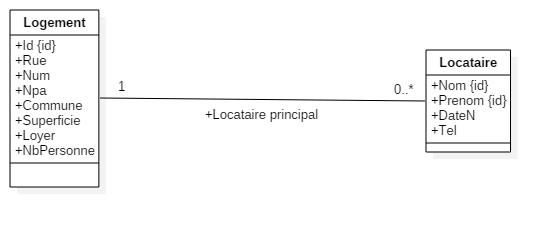 Logement
+Id {id}
+Rue
+Num
+Npa
+Commune
+Superficie
+Loyer
+NbPersonne
1
0..*
+Locataire principal
Locataire
+Nom {id}
+Prenom {id}
+DateN
+Tel